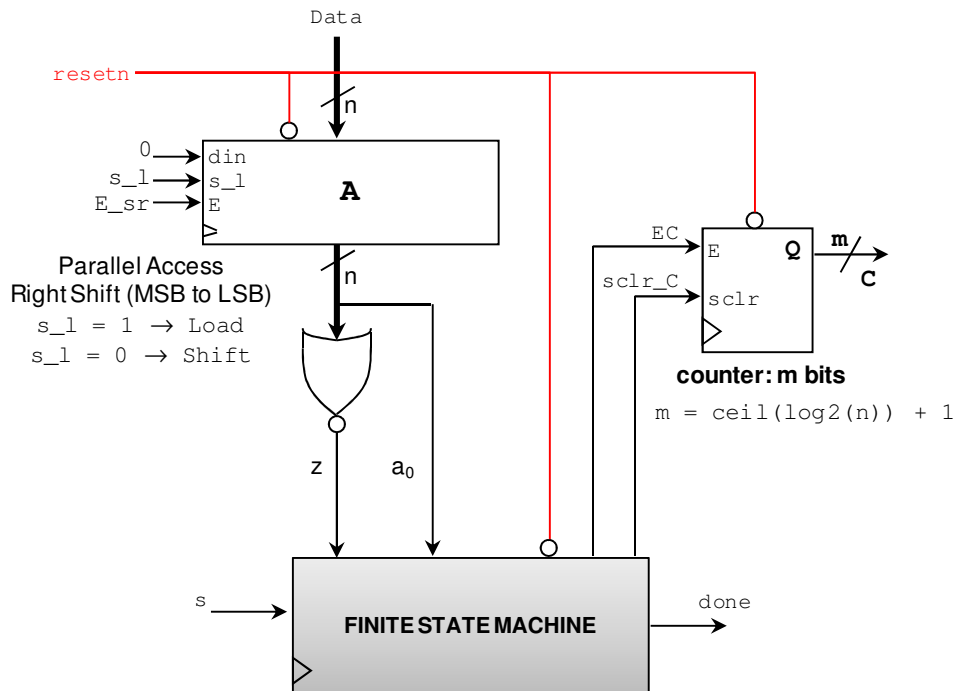 Data
resetn
n
0
din
s_l
s_l
E_sr
E
A
n
Parallel Access
Right Shift (MSB to LSB)
s_l = 1 → Load
s_l = 0 → Shift
EC
E
Q
m
C
sclr_C
sclr
counter: m bits
m = ceil(log2(n)) + 1
z
a₀
s
FINITE STATE MACHINE
done